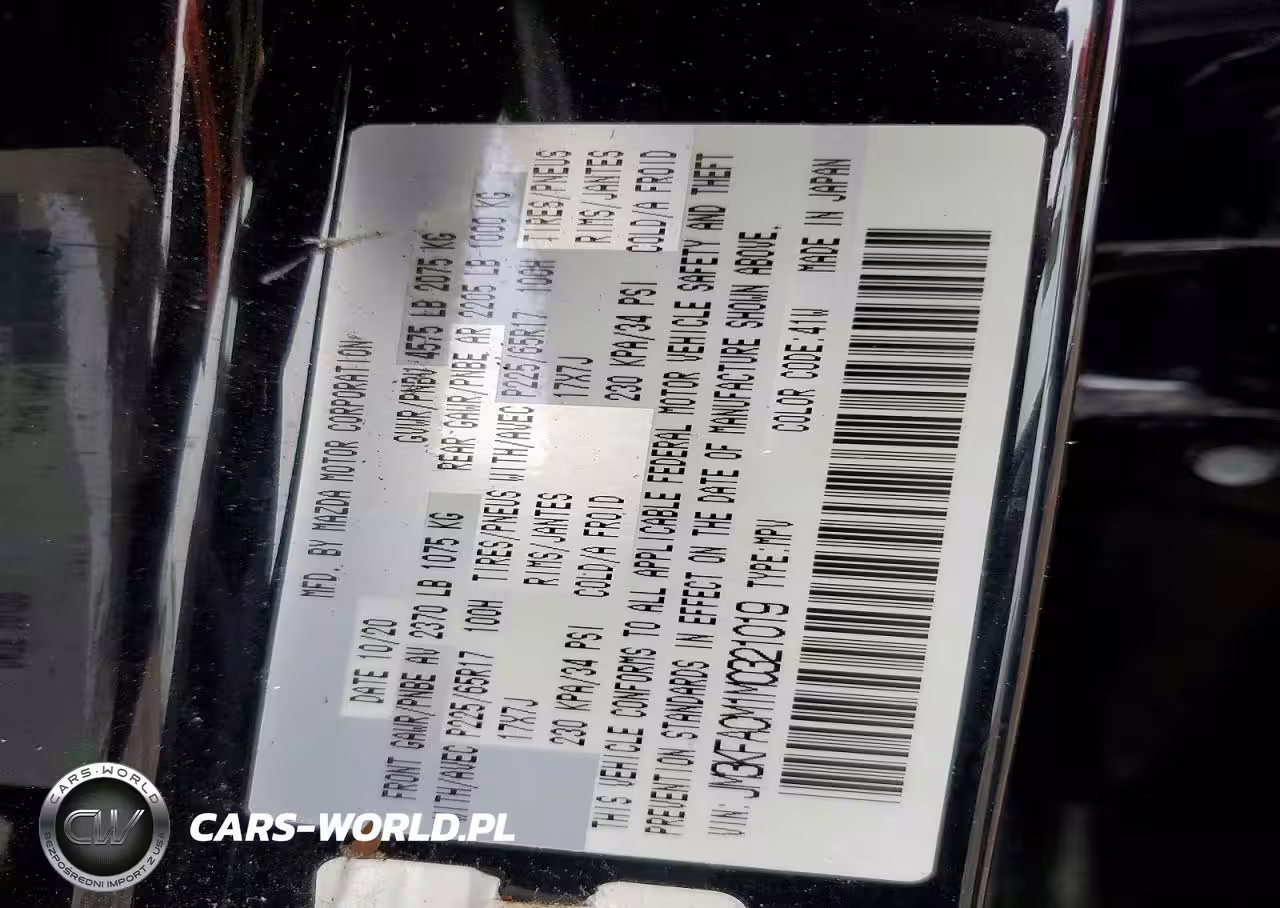 MFD. BY MAZDA MOTOR CORPORATION
DATE 10/20 GVWR/PNBV 4575 LB 2075 KG
FRONT GAWR/PNBE AV 2370 LB 1075 KG REAR GAWR/PNBE AR 2205 LB 1000 KG
WITH/AVEC P225/65R17 100H TIRES/PNEUS WITH/AVEC P225/65R17 100H TIRES/PNEUS
17X7J RIMS/JANTES 17X7J RIMS/JANTES
230 KPA/34 PSI COLD/A FROID 230 KPA/34 PSI COLD/A FROID
THIS VEHICLE CONFORMS TO ALL APPLICABLE FEDERAL MOTOR VEHICLE SAFETY AND THEFT
PREVENTION STANDARDS IN EFFECT ON THE DATE OF MANUFACTURE SHOWN ABOVE.
VIN: JM3KFACM1M0321019 TYPE:MPV COLOR CODE:41W MADE IN JAPAN
CARS-WORLD
CW
BEZPOŚREDNI IMPORT Z USA
CARS-WORLD.PL